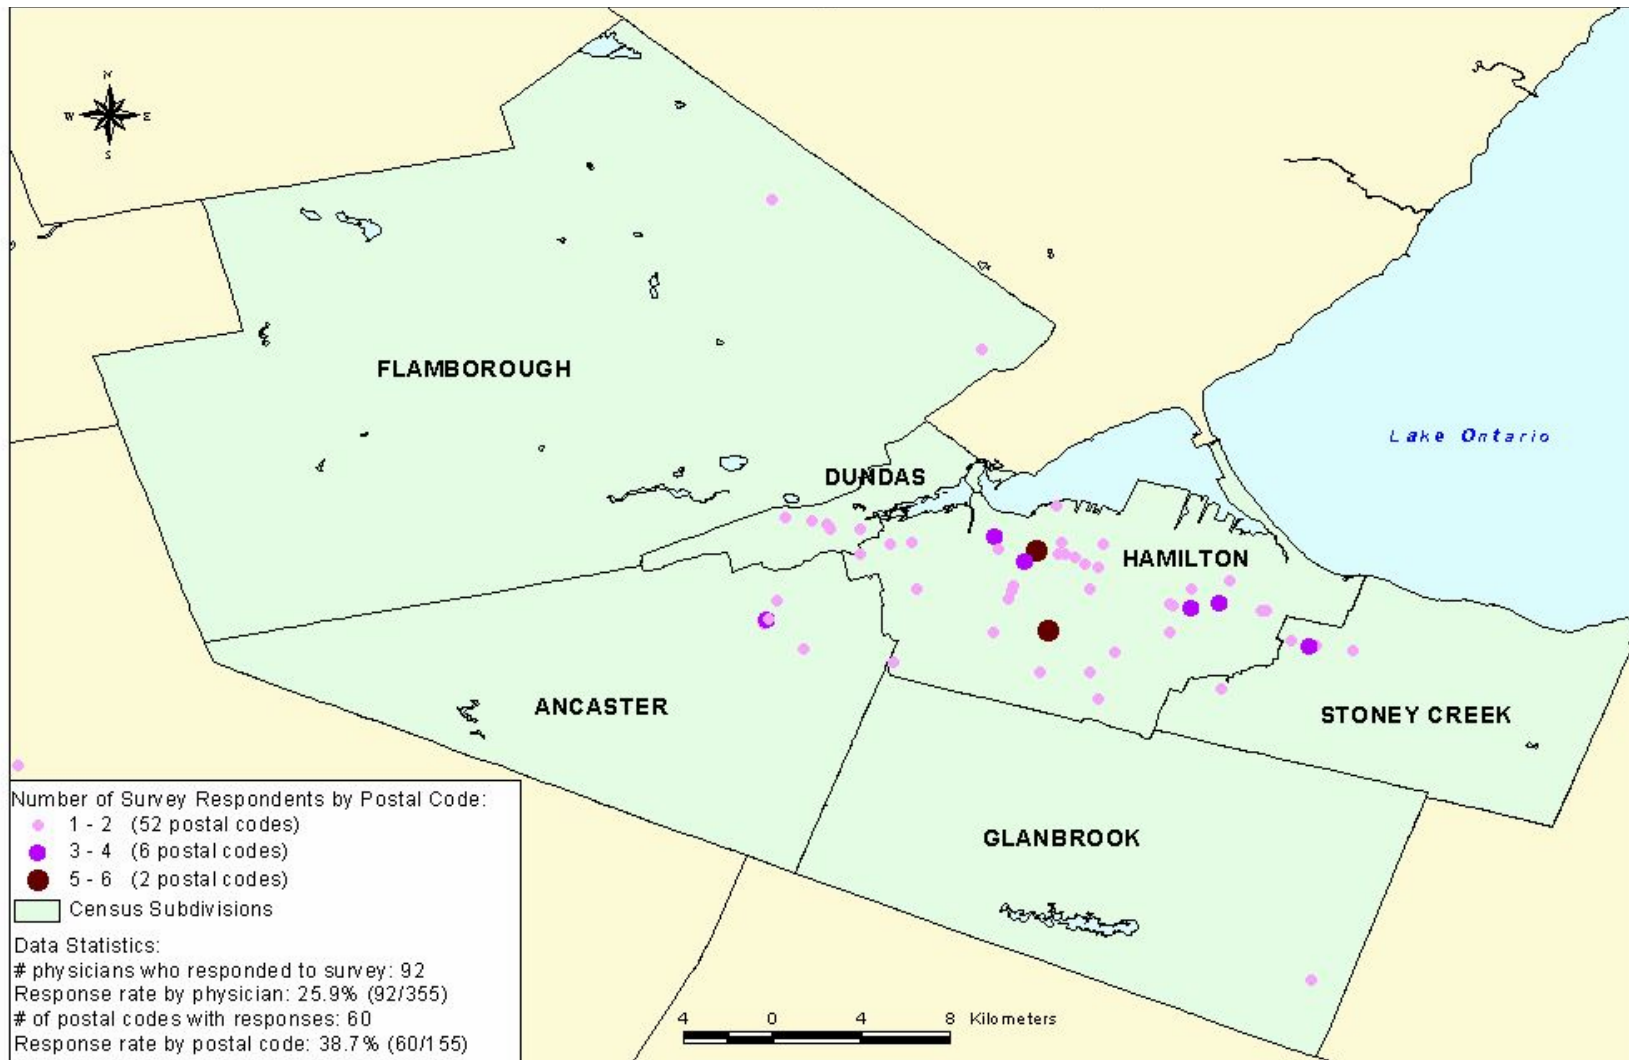 N
W E
S
FLAMBOROUGH
Lake Ontario
DUNDAS
HAMILTON
ANCASTER
STONEY CREEK
GLANBROOK
Number of Survey Respondents by Postal Code:
1 - 2 (52 postal codes)
3 - 4 (6 postal codes)
5 - 6 (2 postal codes)
Census Subdivisions
Data Statistics:
# physicians who responded to survey: 92
Response rate by physician: 25.9% (92/355)
# of postal codes with responses: 60
Response rate by postal code: 38.7% (60/155)
4 0 4 8 Kilometers